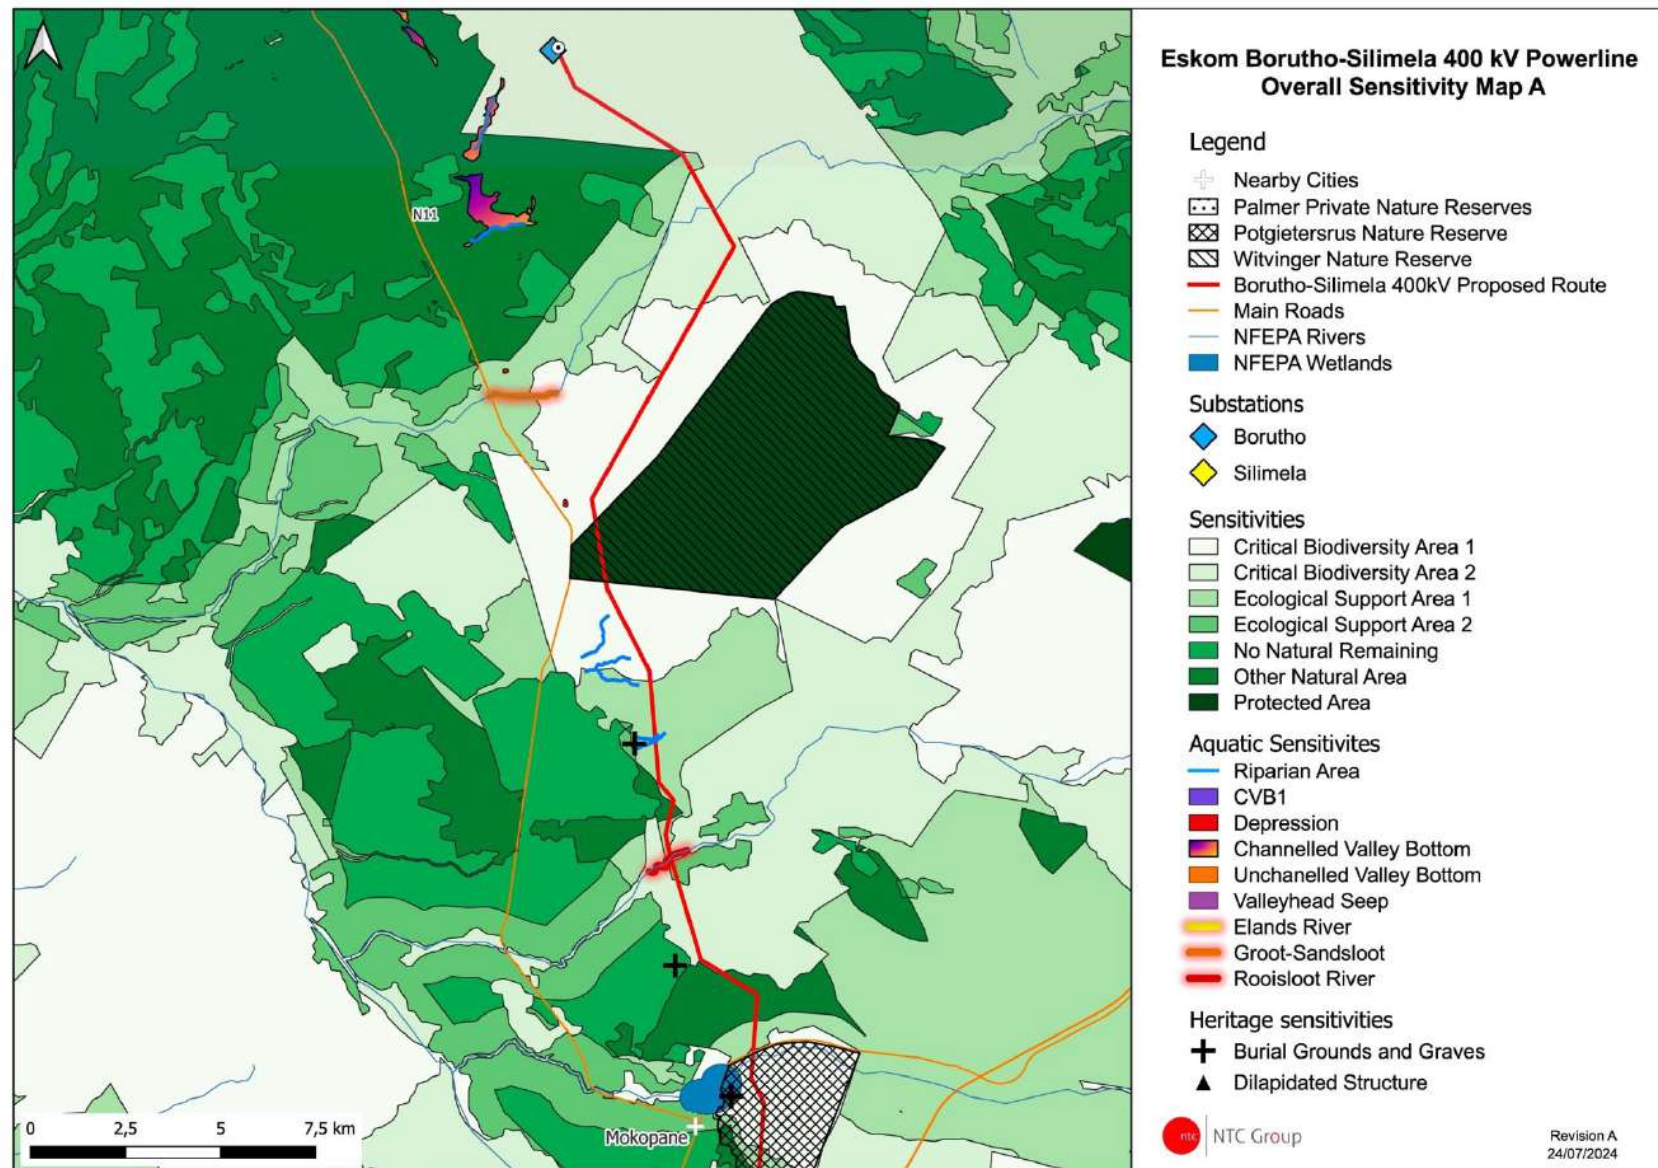 Eskom Borutho-Silimela 400 kV Powerline
Overall Sensitivity Map A
Legend
Nearby Cities
Palmer Private Nature Reserves
Potgietersrus Nature Reserve
Witvinger Nature Reserve
Borutho-Silimela 400kV Proposed Route
Main Roads
NFEPA Rivers
NFEPA Wetlands
Substations
Borutho
Silimela
Sensitivities
Critical Biodiversity Area 1
Critical Biodiversity Area 2
Ecological Support Area 1
Ecological Support Area 2
No Natural Remaining
Other Natural Area
Protected Area
Aquatic Sensitivites
Riparian Area
CVB1
Depression
Channelled Valley Bottom
Unchanelled Valley Bottom
Valleyhead Seep
Elands River
Groot-Sandsloot
Rooisloot River
Heritage sensitivities
Burial Grounds and Graves
Dilapidated Structure
ntc NTC Group
Revision A
24/07/2024
N11
Mokopane
0 2,5 5 7,5 km